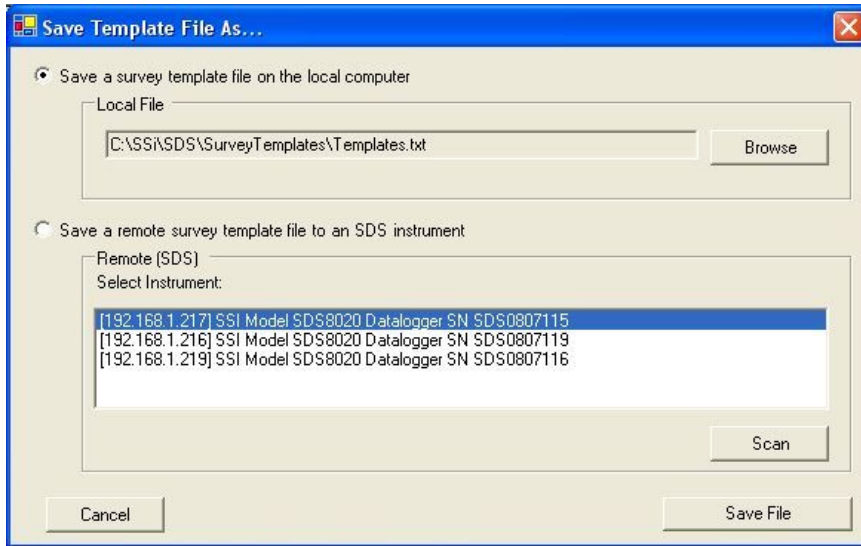 Save Template File As...
Save a survey template file on the local computer
Local File
C:\SSi\SDS\SurveyTemplates\Templates.txt
Browse
Save a remote survey template file to an SDS instrument
Remote (SDS)
Select Instrument:
[192.168.1.217] SSI Model SDS8020 Datalogger SN SDS0807115
[192.168.1.216] SSI Model SDS8020 Datalogger SN SDS0807119
[192.168.1.219] SSI Model SDS8020 Datalogger SN SDS0807116
Scan
Cancel
Save File